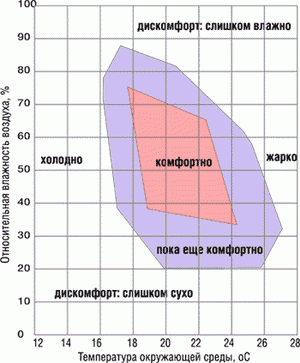 100
90
80
70
60
50
40
30
20
10
0
Относительная влажность воздуха, %
дискомфорт: слишком влажно
холодно
комфортно
жарко
пока еще комфортно
дискомфорт: слишком сухо
12 14 16 18 20 22 24 26 28
Температура окружающей среды, оС